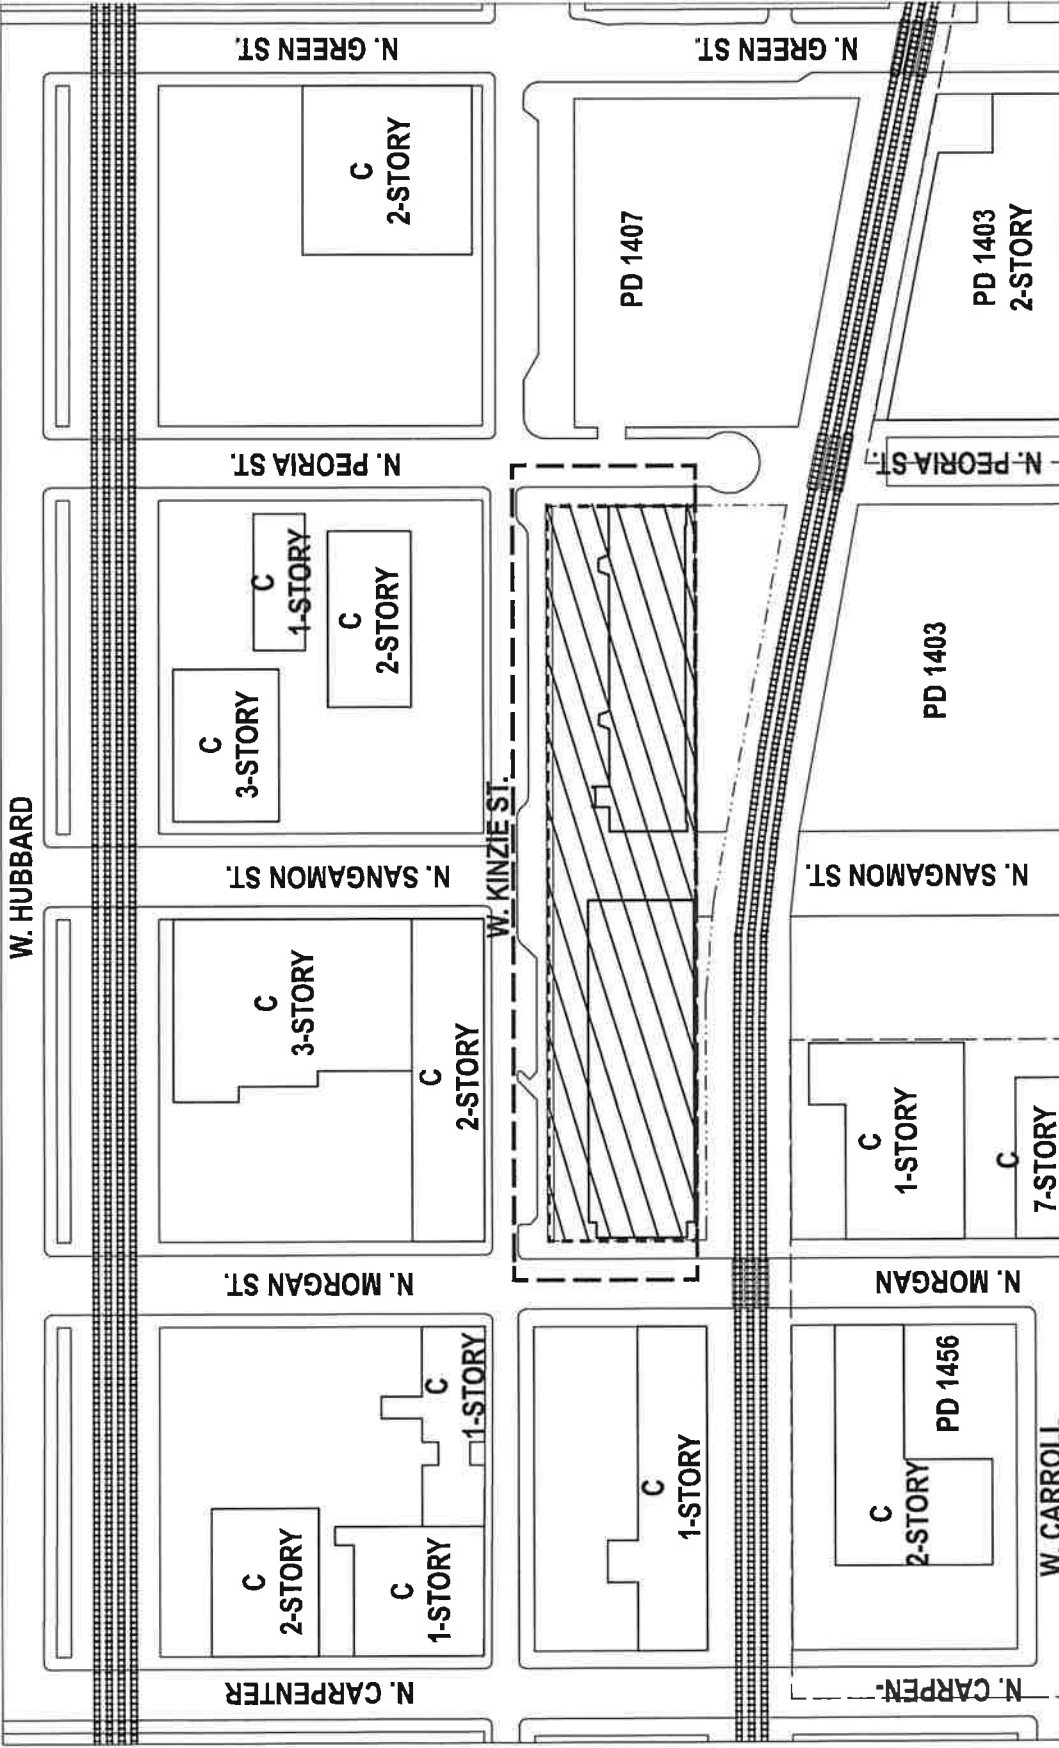 W. HUBBARD
N. CARPENTER
C
2-STORY
C
1-STORY
C
1-STORY
N. MORGAN ST.
C
3-STORY
C
2-STORY
N. SANGAMON ST.
C
3-STORY
C
1-STORY
C
2-STORY
N. PEORIA ST.
C
2-STORY
N. GREEN ST.
W. KINZIE ST.
C
1-STORY
PD 1407
N. GREEN ST.
N. CARPEN-
C
2-STORY
PD 1456
N. MORGAN
C
1-STORY
C
7-STORY
N. SANGAMON ST.
PD 1403
N. PEORIA ST.
PD 1403
2-STORY
W. CARROLL